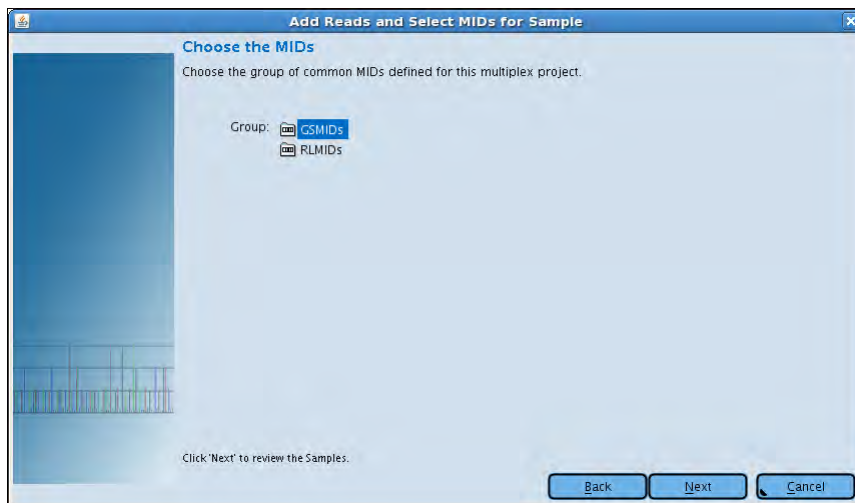 Add Reads and Select MIDs for Sample
Choose the MIDs
Choose the group of common MIDs defined for this multiplex project.
Group: GSMIDs
RLMIDs
Click 'Next' to review the Samples.
Back Next Cancel